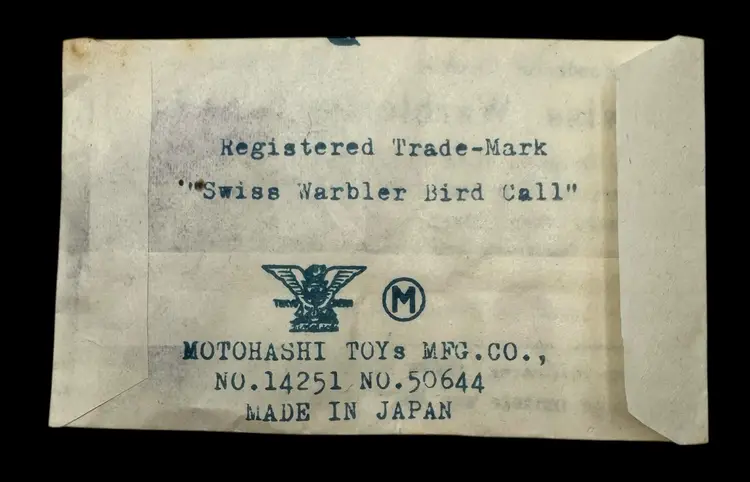 Registered Trade-Mark
""Swiss Warbler Bird Call"
M
MOTOHASHI TOYs MFG.CO.,
NO.14251 NO.50644
MADE IN JAPAN